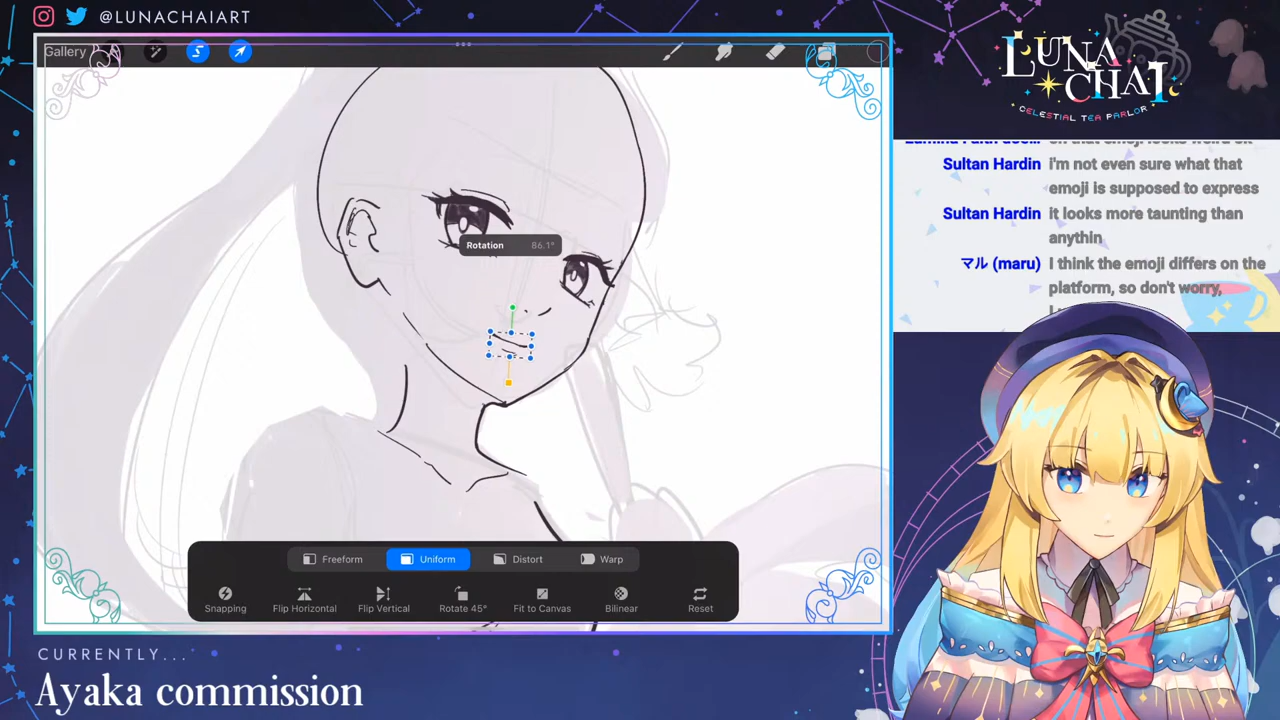 @LUNACHAIART
Gallery
LUNA
CHAI
CELESTIAL TEA PARLOR
Sultan Hardin I'm not even sure what that
emoji is supposed to express
Sultan Hardin it looks more taunting than
anythin
マル (maru) I think the emoji differs on the
platform, so don't worry,
Rotation 86.1°
Freeform Uniform Distort Warp
Snapping Flip Horizontal Flip Vertical Rotate 45° Fit to Canvas Bilinear Reset
CURRENTLY...
Ayaka commission